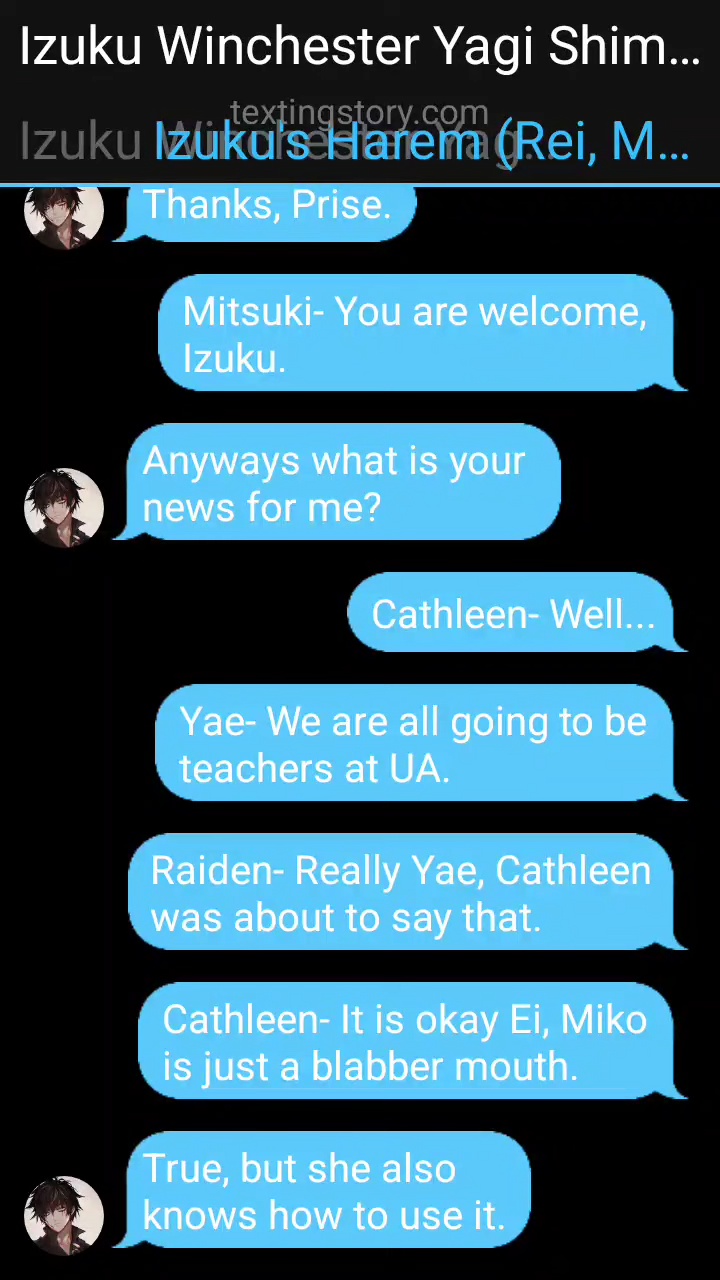 Izuku Winchester Yagi Shim...
textingstory.com
Izuku Winchester Yag...
Izuku's Harem (Rei, M...
Thanks, Prise.
Mitsuki- You are welcome,
Izuku.
Anyways what is your
news for me?
Cathleen- Well...
Yae- We are all going to be
teachers at UA.
Raiden- Really Yae, Cathleen
was about to say that.
Cathleen- It is okay Ei, Miko
is just a blabber mouth.
True, but she also
knows how to use it.